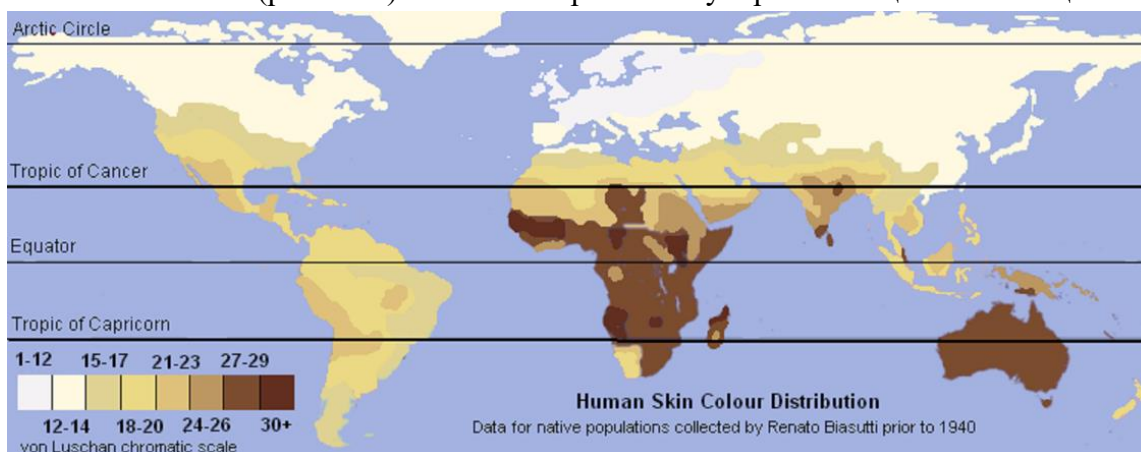 Arctic Circle
Tropic of Cancer
Equator
Tropic of Capricorn
1-12 15-17 21-23 27-29
12-14 18-20 24-26 30+
von Luschan chromatic scale
Human Skin Colour Distribution
Data for native populations collected by Renato Biasutti prior to 1940